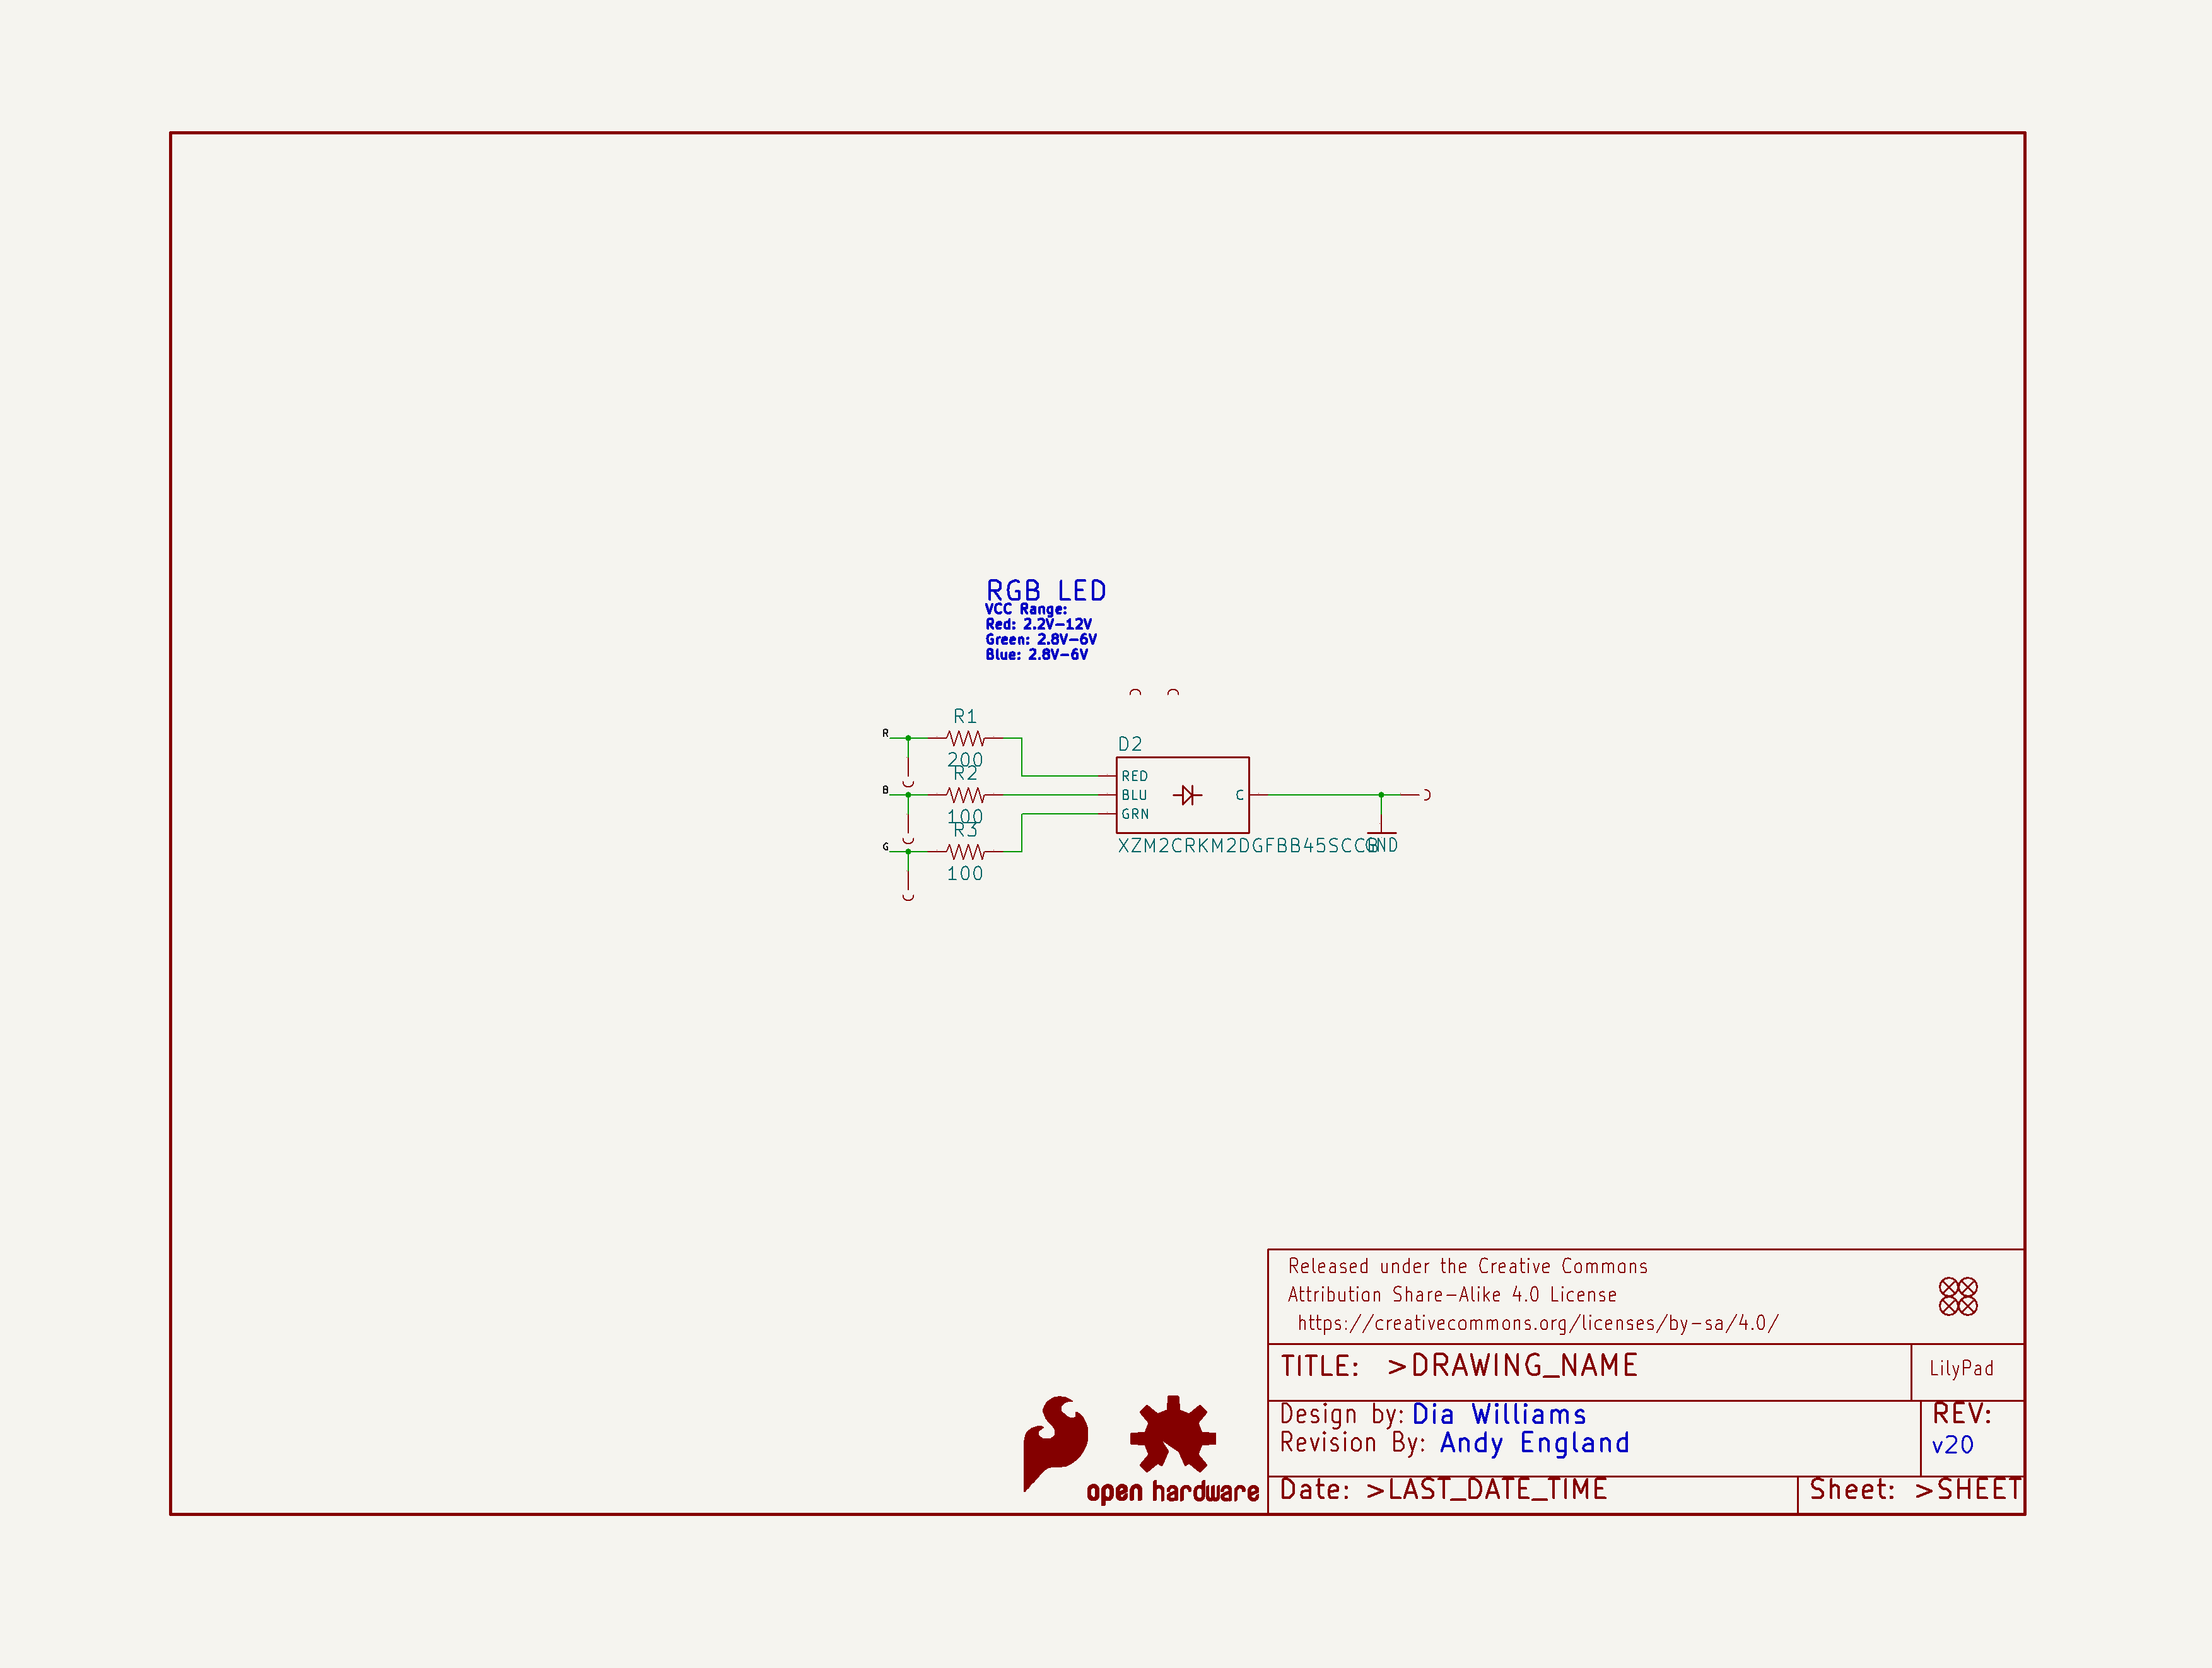 RGB LED
VCC Range:
Red: 2.2V-12V
Green: 2.8V-6V
Blue: 2.8V-6V
R1
R
200
D2
R2
RED
B
BLU
C
100
GRN
R3
G
XZM2CRKM2DGFBB45SCCB
GND
100
Released under the Creative Commons
Attribution Share-Alike 4.0 License
https://creativecommons.org/licenses/by-sa/4.0/
TITLE: >DRAWING_NAME
LilyPad
Design by: Dia Williams
REV:
Revision By: Andy England
v20
open hardware
Date: >LAST_DATE_TIME
Sheet: >SHEET